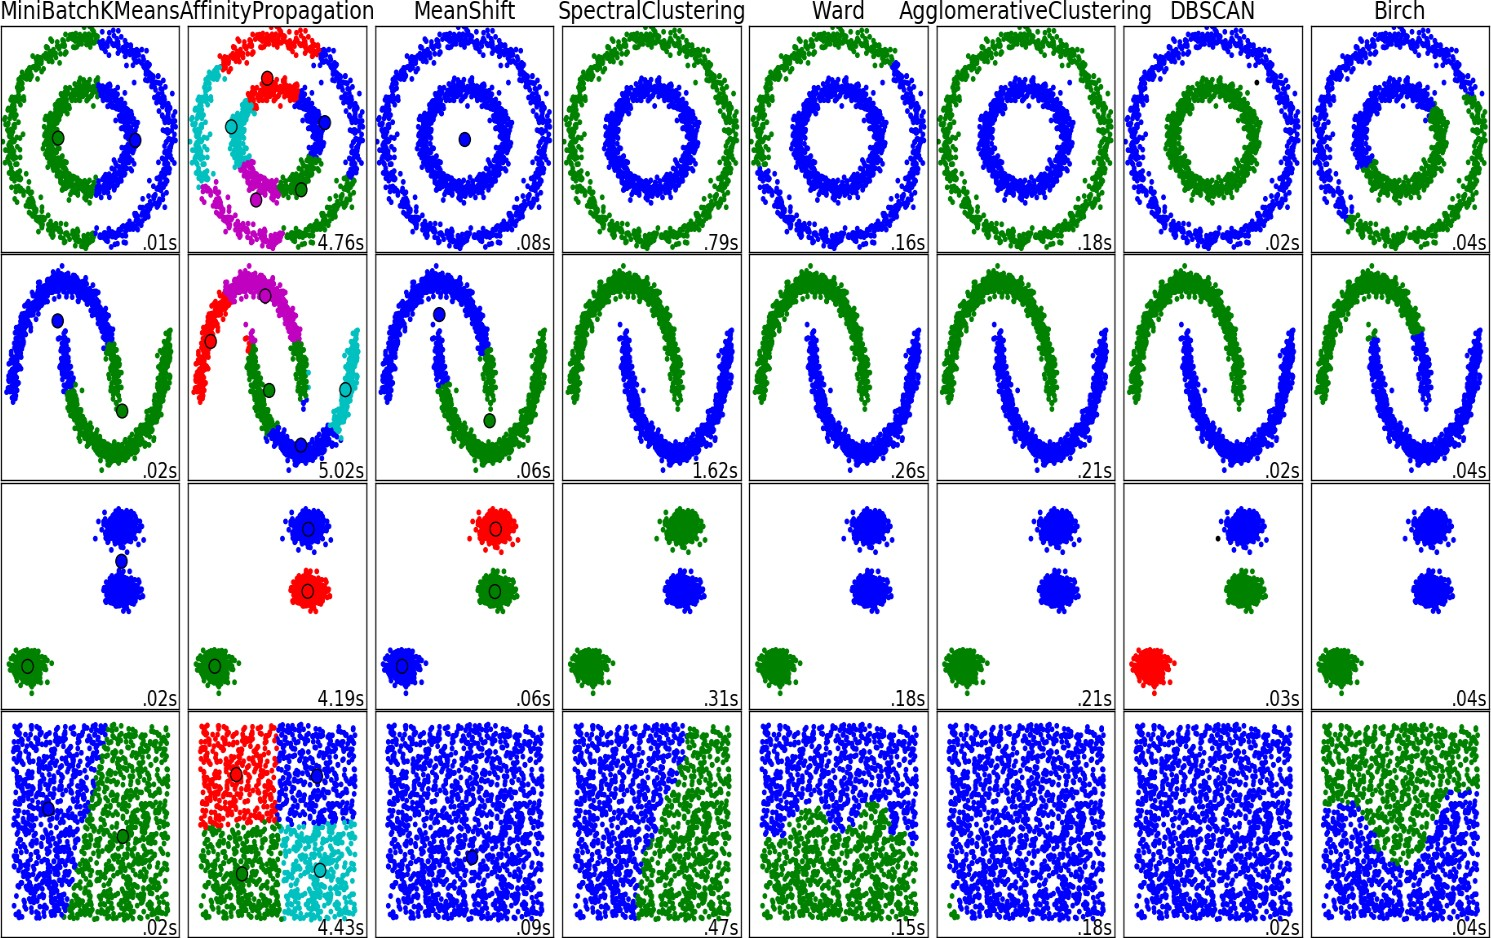 MiniBatchKMeans AffinityPropagation MeanShift SpectralClustering Ward AgglomerativeClustering DBSCAN Birch
.01s 4.76s .08s .79s .16s .18s .02s .04s
.02s 5.02s .06s 1.62s .26s .21s .02s .04s
.02s 4.19s .06s .31s .18s .21s .03s .04s
.02s 4.43s .09s .47s .15s .18s .02s .04s